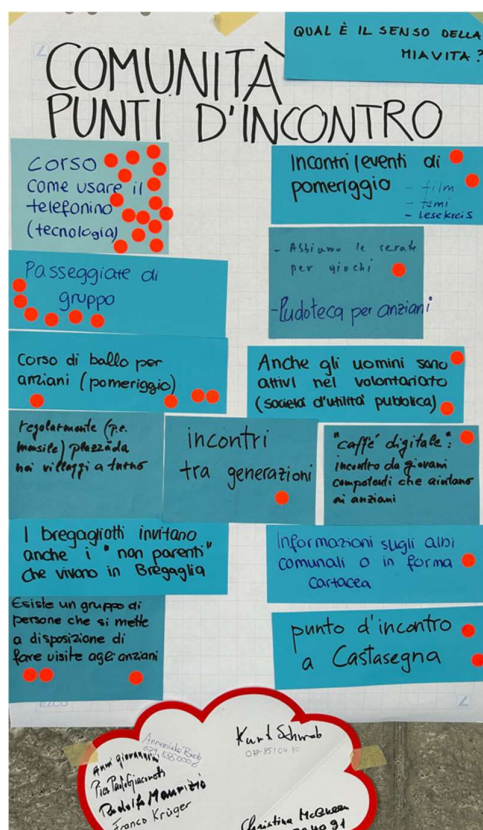 QUAL È IL SENSO DELLA
MIA VITA?
COMUNITÀ
PUNTI D'INCONTRO
CORSO
come usare il
telefonino
(tecnologia)
Incontri/eventi di
pomeriggio - film
- temi
- Lesekreis
Passeggiate di
gruppo
- Abbiamo le serate
per giochi
-Ludoteca per anziani
Corso di ballo per
anziani (pomeriggio)
Anche gli uomini sono
attivi nel volontariato
(società d'utilità pubblica)
regolarmente (p.e.
mensile)
nei villaggi a turno
incontri
tra generazioni
"caffè digitale":
incontro da giovani
competenti che aiutano
ai anziani
I bregagliotti invitano
anche i "non parenti"
che vivono in Bregaglia
Informazioni sugli albi
comunali o in forma
cartacea
Esiste un gruppo di
persone che si mette
a disposizione di
fare visite agli anziani
punto d'incontro
a Castasegna
Kurt Schwab
Anni Giovannini
Pier Paolo Giacometti
Rodolfo Maurizio
Franco Krüger
Christina McQueen